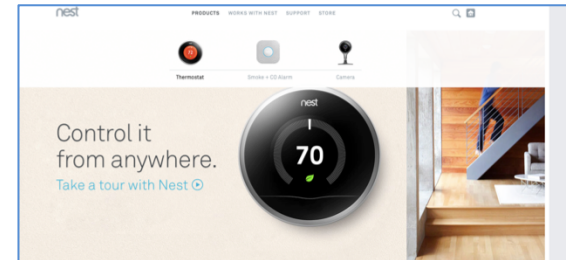 nest
PRODUCTS WORKS WITH NEST SUPPORT STORE
Thermostat Smoke + CO Alarm Camera
nest
70
Control it
from anywhere.
Take a tour with Nest